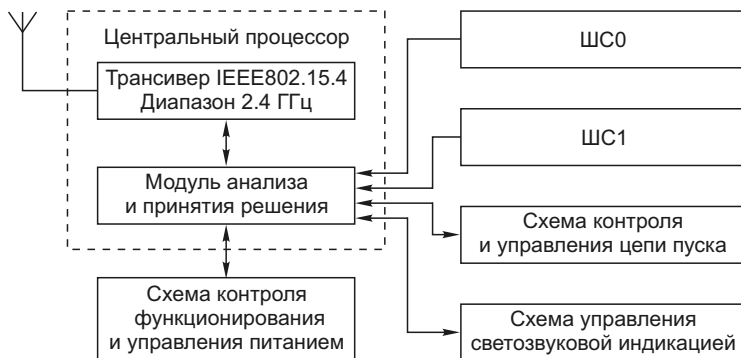 Центральный процессор
Трансивер IEEE802.15.4
Диапазон 2.4 ГГц
Модуль анализа
и принятия решения
Схема контроля
функционирования
и управления питанием
ШС0
ШС1
Схема контроля
и управления цепи пуска
Схема управления
светозвуковой индикацией